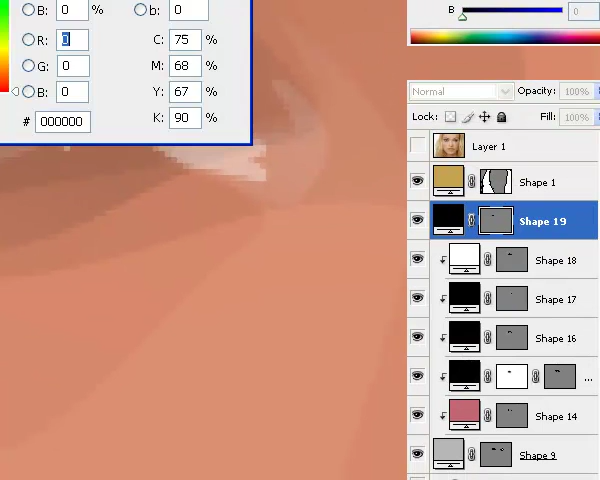 B: 0 % b: 0
R: 0 C: 75 %
G: 0 M: 68 %
B: 0 Y: 67 %
# 000000 K: 90 %
B 0
Normal Opacity: 100%
Lock: Fill: 100%
Layer 1
Shape 1
Shape 19
Shape 18
Shape 17
Shape 16
...
Shape 14
Shape 9